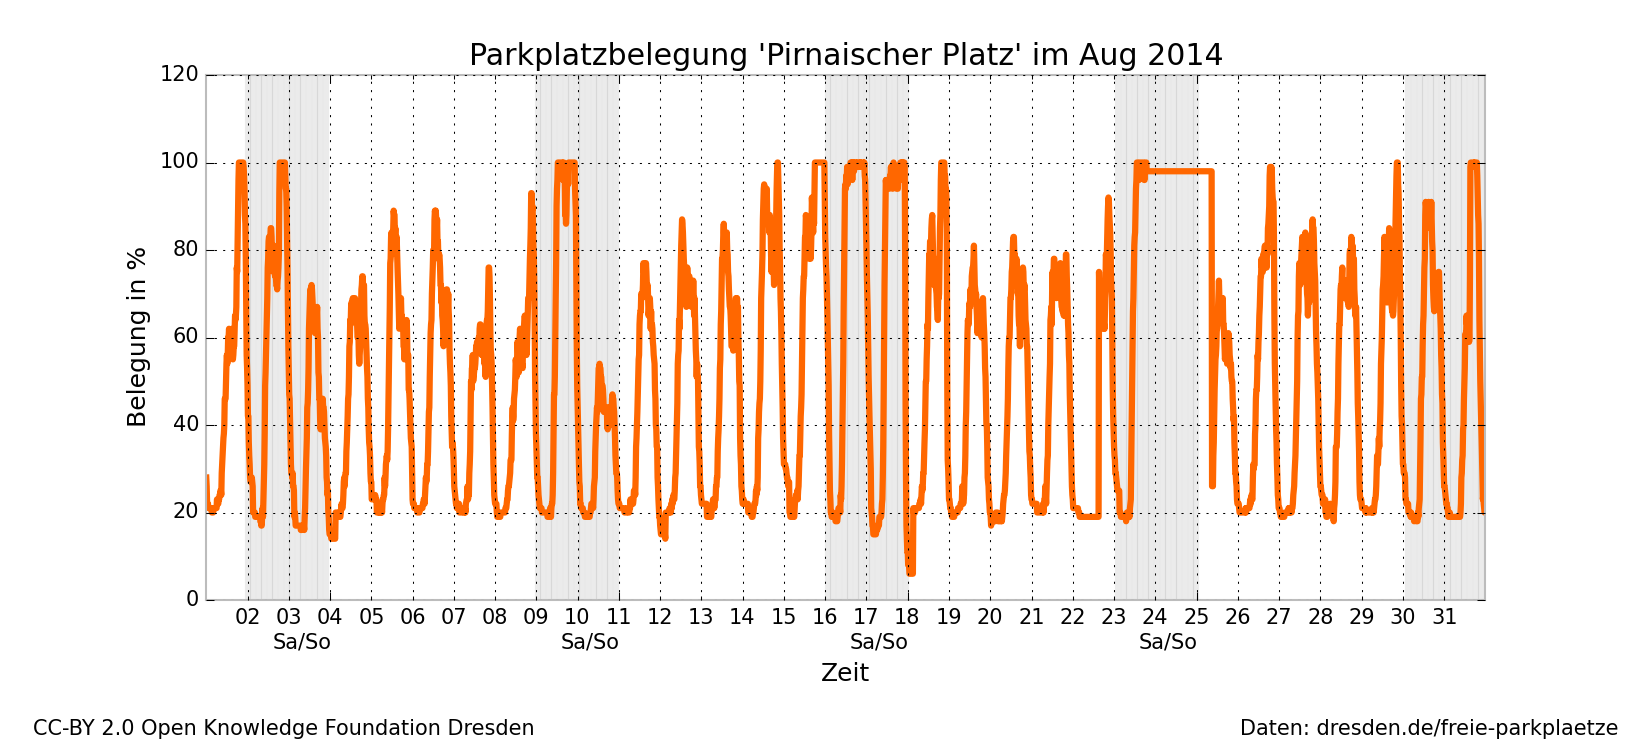 Parkplatzbelegung 'Pirnaischer Platz' im Aug 2014
Belegung in %
120
100
80
60
40
20
0
02 03 04 05 06 07 08 09 10 11 12 13 14 15 16 17 18 19 20 21 22 23 24 25 26 27 28 29 30 31
Sa/So Sa/So Sa/So Sa/So
Zeit
CC-BY 2.0 Open Knowledge Foundation Dresden
Daten: dresden.de/freie-parkplaetze